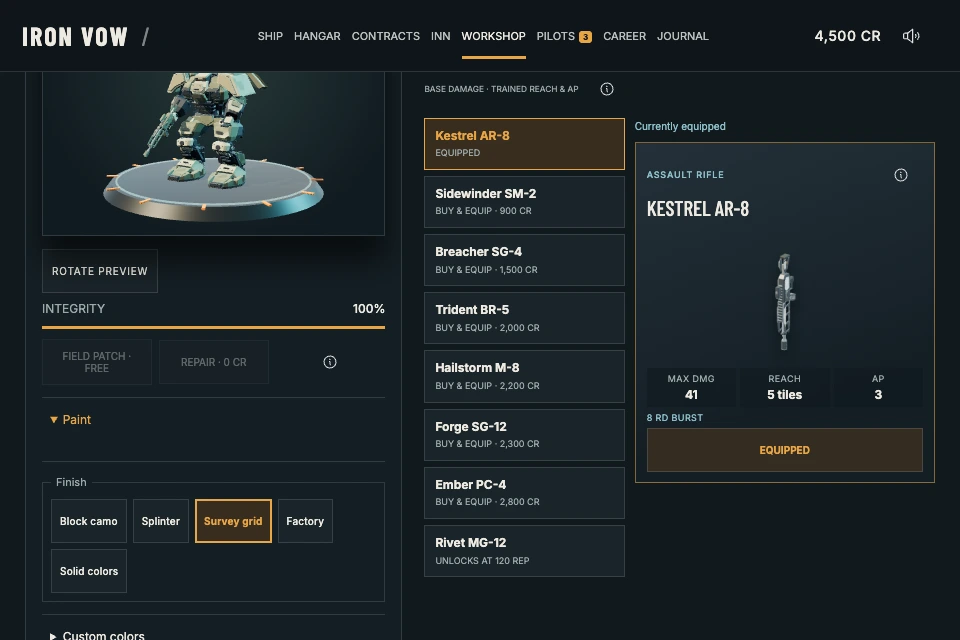 IRON VOW /
SHIP HANGAR CONTRACTS INN WORKSHOP PILOTS 3 CAREER JOURNAL
4,500 CR
ROTATE PREVIEW
INTEGRITY 100%
FIELD PATCH ·
FREE
REPAIR · 0 CR
Paint
Finish
Block camo Splinter Survey grid Factory
Solid colors
Custom colors
BASE DAMAGE · TRAINED REACH & AP
Kestrel AR-8
EQUIPPED
Sidewinder SM-2
BUY & EQUIP · 900 CR
Breacher SG-4
BUY & EQUIP · 1,500 CR
Trident BR-5
BUY & EQUIP · 2,000 CR
Hailstorm M-8
BUY & EQUIP · 2,200 CR
Forge SG-12
BUY & EQUIP · 2,300 CR
Ember PC-4
BUY & EQUIP · 2,800 CR
Rivet MG-12
UNLOCKS AT 120 REP
Currently equipped
ASSAULT RIFLE
KESTREL AR-8
MAX DMG REACH AP
41 5 tiles 3
8 RD BURST
EQUIPPED